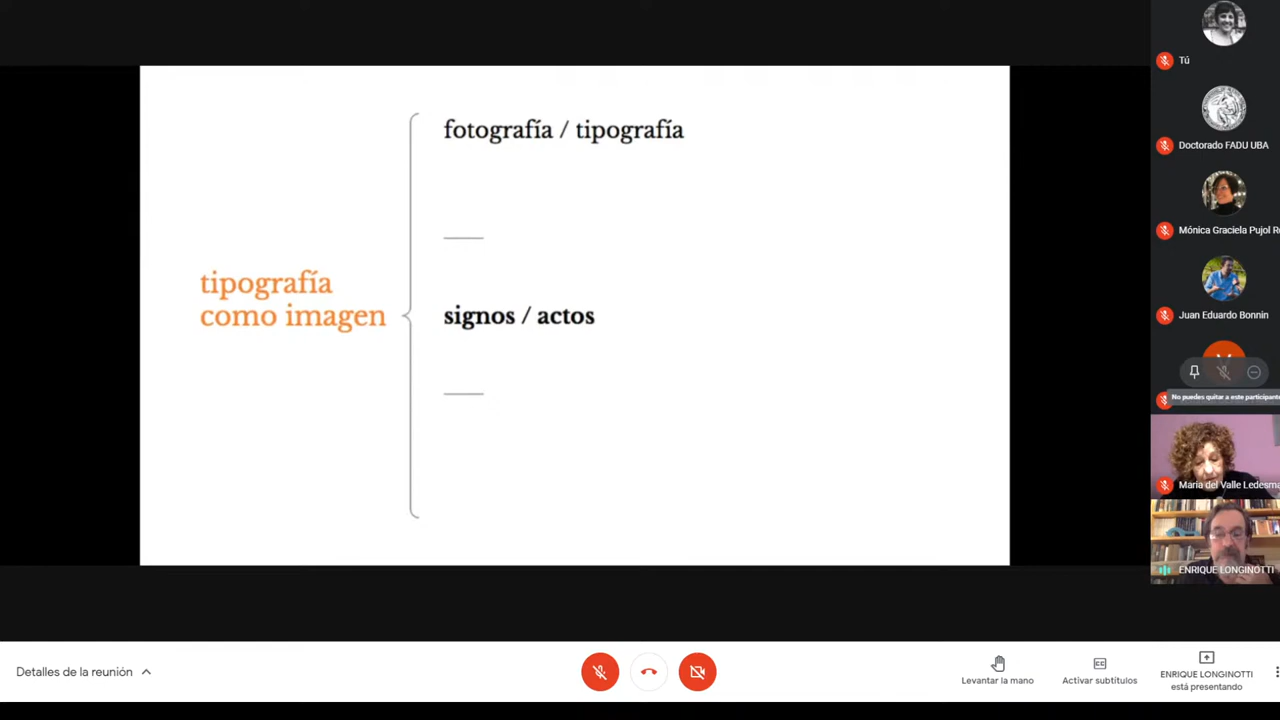 fotografía / tipografía
tipografía
como imagen
signos / actos
Tú
Doctorado FADU UBA
Mónica Graciela Pujol R
Juan Eduardo Bonnin
No puedes quitar a este participante
María del Valle Ledesma
ENRIQUE LONGINOTTI
Detalles de la reunión
Levantar la mano
Activar subtítulos
ENRIQUE LONGINOTTI
está presentando